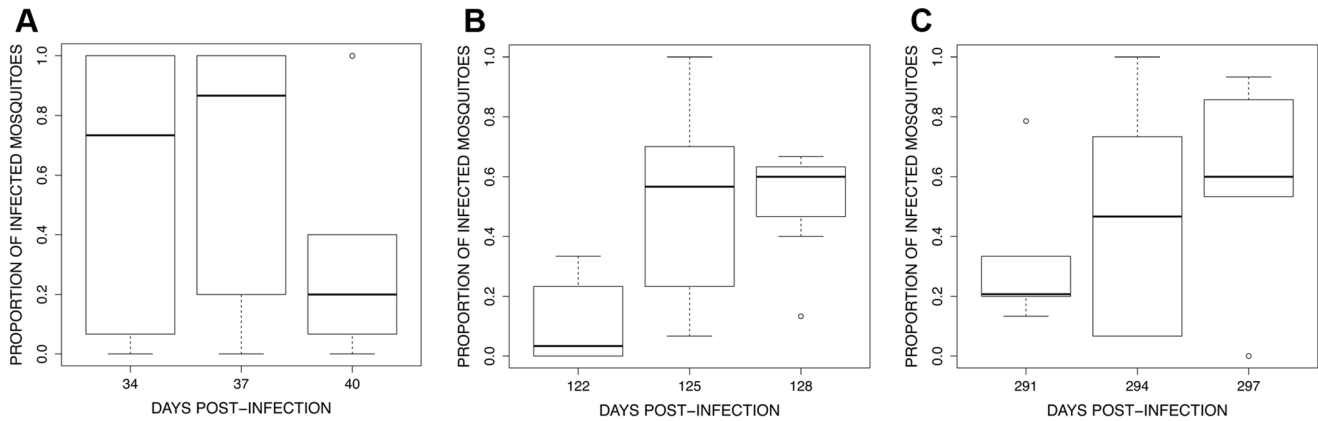 A
PROPORTION OF INFECTED MOSQUITOES
1.0
0.8
0.6
0.4
0.2
0.0
34 37 40
DAYS POST-INFECTION
B
PROPORTION OF INFECTED MOSQUITOES
1.0
0.8
0.6
0.4
0.2
0.0
122 125 128
DAYS POST-INFECTION
C
PROPORTION OF INFECTED MOSQUITOES
1.0
0.8
0.6
0.4
0.2
0.0
291 294 297
DAYS POST-INFECTION